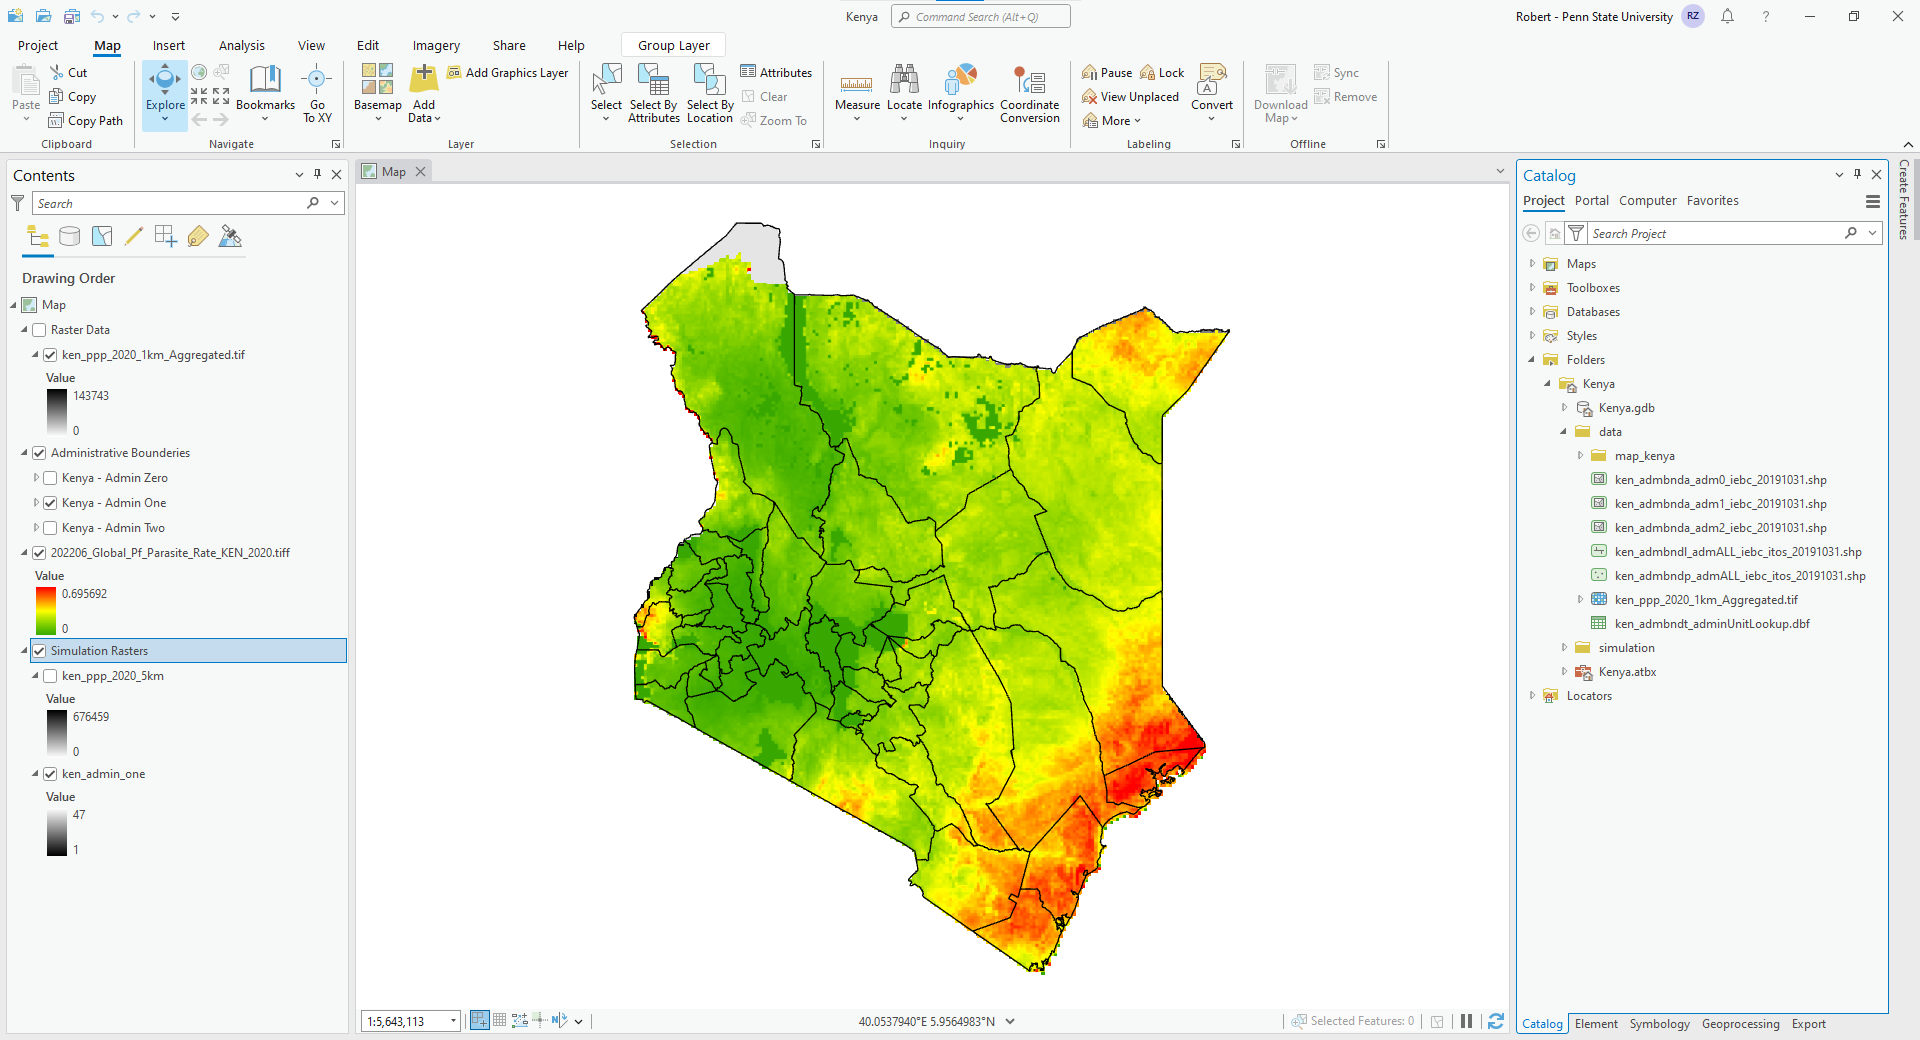 Kenya
Command Search (Alt+Q)
Robert - Penn State University
RZ
?
Project
Map
Insert
Analysis
View
Edit
Imagery
Share
Help
Group Layer
Paste
Cut
Copy
Copy Path
Clipboard
Explore
Bookmarks
Go
To XY
Navigate
Basemap
Add
Data
Add Graphics Layer
Layer
Select
Select By
Attributes
Select By
Location
Attributes
Clear
Zoom To
Selection
Measure
Locate
Infographics
Coordinate
Conversion
Inquiry
Pause
Lock
View Unplaced
More
Convert
Labeling
Download
Map
Sync
Remove
Offline
Contents
Search
Drawing Order
Map
Raster Data
ken_ppp_2020_1km_Aggregated.tif
Value
143743
0
Administrative Bounderies
Kenya - Admin Zero
Kenya - Admin One
Kenya - Admin Two
202206_Global_Pf_Parasite_Rate_KEN_2020.tiff
Value
0.695692
0
Simulation Rasters
ken_ppp_2020_5km
Value
676459
0
ken_admin_one
Value
47
1
Map
1:5,643,113
40.0537940°E 5.9564983°N
Selected Features: 0
Catalog
Project
Portal
Computer
Favorites
Search Project
Maps
Toolboxes
Databases
Styles
Folders
Kenya
Kenya.gdb
data
map_kenya
ken_admbnda_adm0_iebc_20191031.shp
ken_admbnda_adm1_iebc_20191031.shp
ken_admbnda_adm2_iebc_20191031.shp
ken_admbndl_admALL_iebc_itos_20191031.shp
ken_admbndp_admALL_iebc_itos_20191031.shp
ken_ppp_2020_1km_Aggregated.tif
ken_admbndt_adminUnitLookup.dbf
simulation
Kenya.atbx
Locators
Catalog
Element
Symbology
Geoprocessing
Export
Create Features